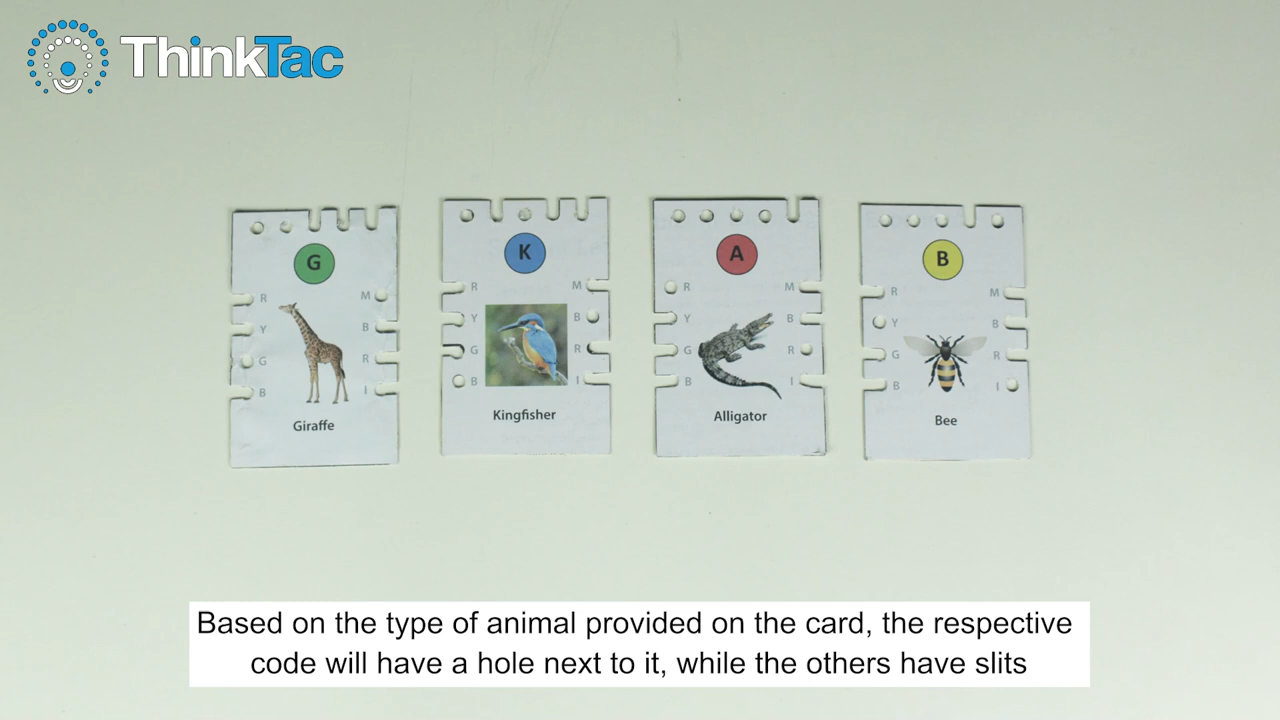 ThinkTac
G
R
M
Y
B
G
R
B
I
Giraffe
K
R
M
Y
B
G
R
B
I
Kingfisher
A
R
M
Y
B
G
R
B
I
Alligator
B
R
M
Y
B
G
R
B
I
Bee
Based on the type of animal provided on the card, the respective
code will have a hole next to it, while the others have slits